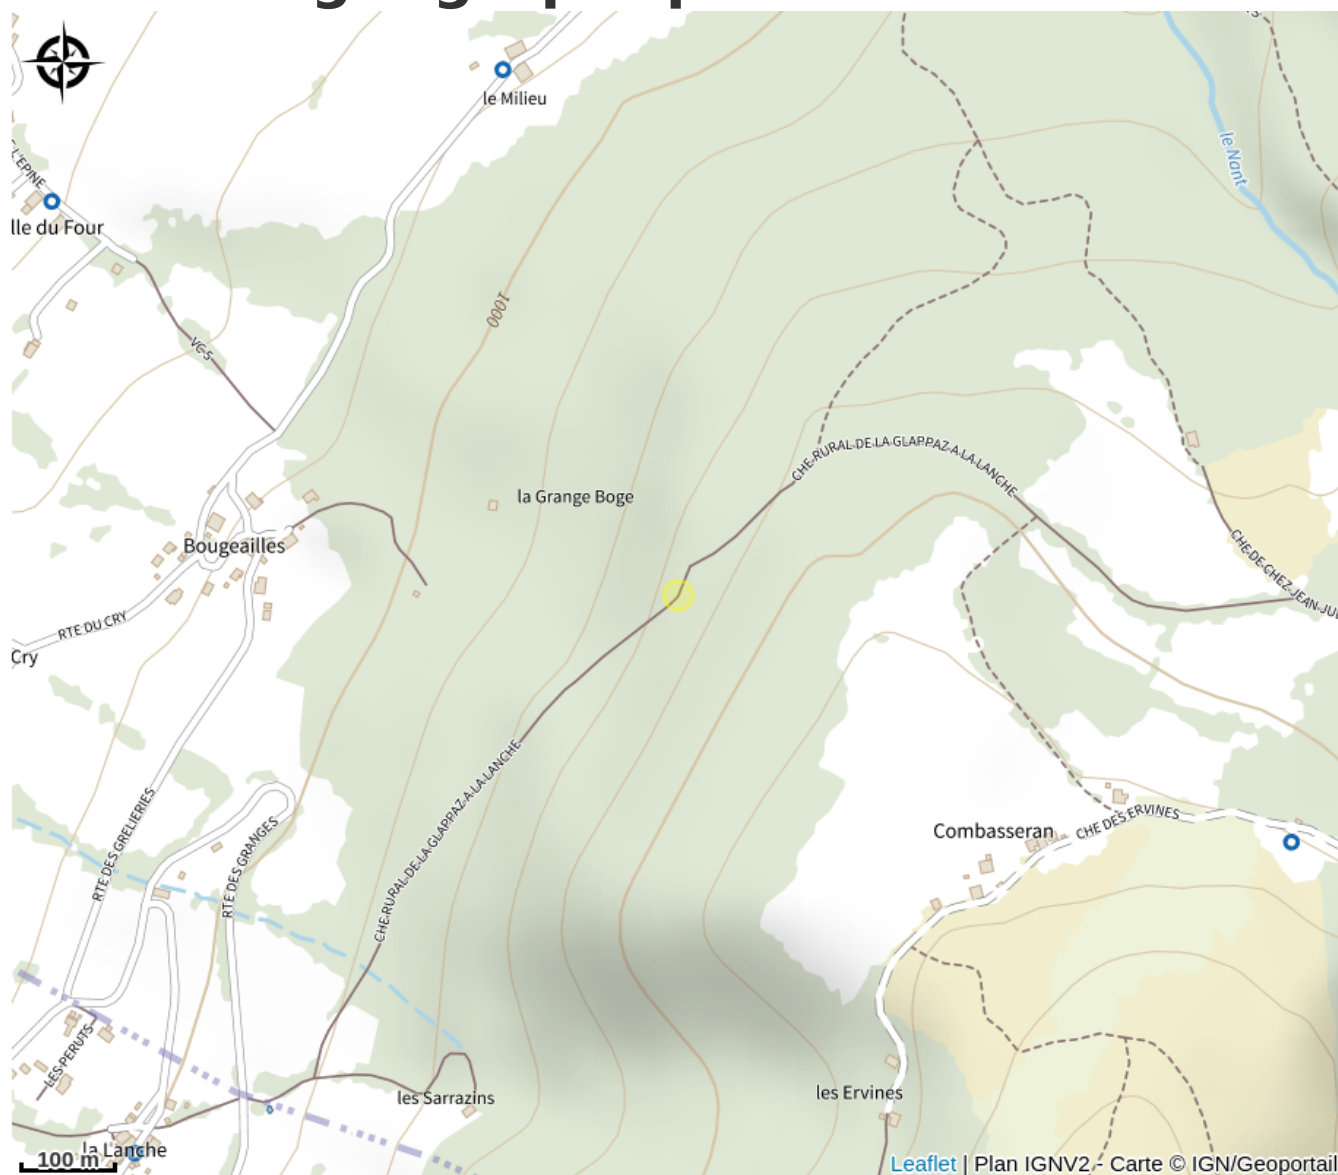 le Milieu
le Nant
L'EPINE
lle du Four
VC 5
1000
CHE RURAL DE LA GLAPPAZ A LA LANCHE
la Grange Boge
Bougeailles
CHE DE CHEZ JEAN JUL
RTE DU CRY
Cry
CHE RURAL DE LA GLAPPAZ A LA LANCHE
RTE DES GRELIERIES
RTE DES GRANGES
Combasseran
CHE DES ERVINES
LES PERUTS
les Sarrazins
les Ervines
la Lanche
100 m
Leaflet | Plan IGNV2 - Carte © IGN/Geoportail